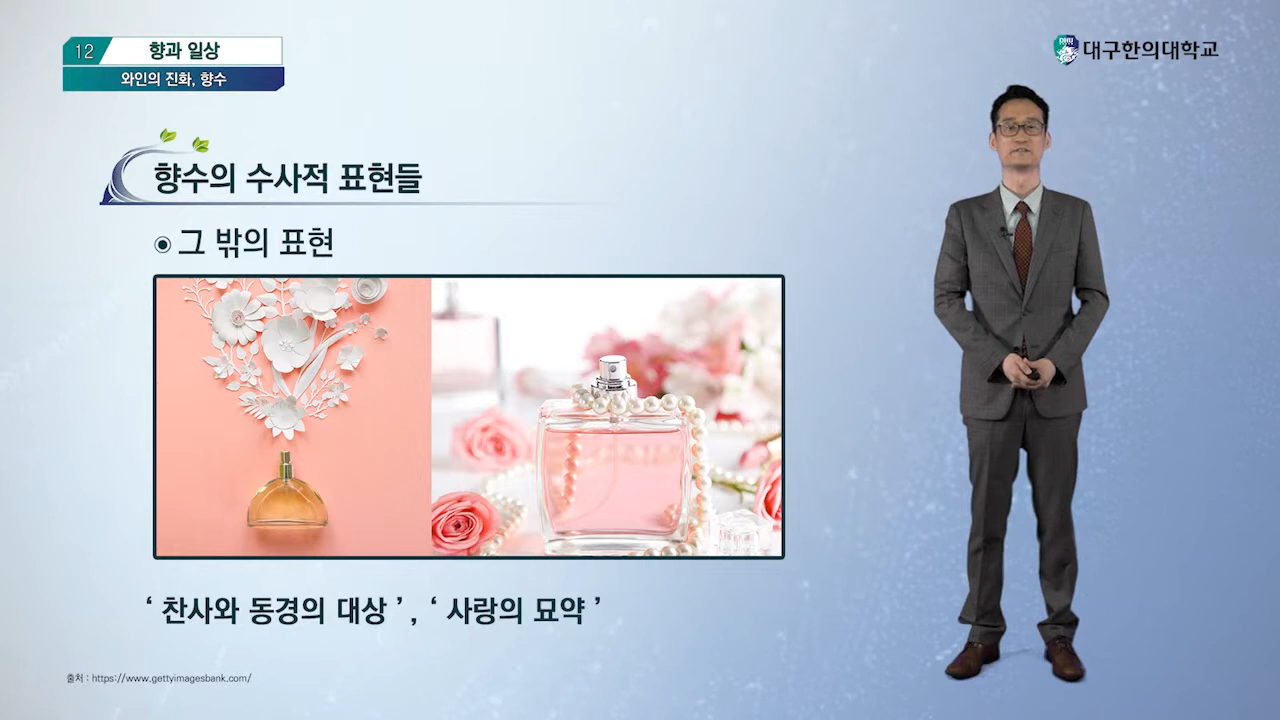 12 향과 일상
와인의 진화, 향수
대구한의대학교
향수의 수사적 표현들
그 밖의 표현
‘ 찬사와 동경의 대상 ’ , ‘ 사랑의 묘약 ’
출처 : https://www.gettyimagesbank.com/